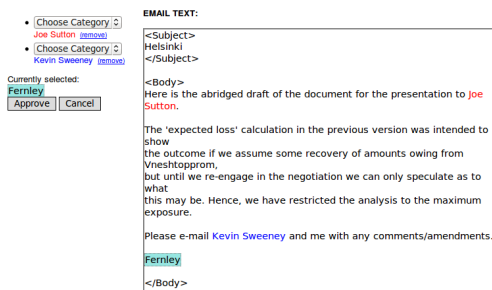 Choose Category
Joe Sutton (remove)
Choose Category
Kevin Sweeney (remove)
Currently selected:
Fernley
Approve Cancel
EMAIL TEXT:
<Subject>
Helsinki
</Subject>
<Body>
Here is the abridged draft of the document for the presentation to Joe
Sutton.
The 'expected loss' calculation in the previous version was intended to
show
the outcome if we assume some recovery of amounts owing from
Vneshtopprom,
but until we re-engage in the negotiation we can only speculate as to
what
this may be. Hence, we have restricted the analysis to the maximum
exposure.
Please e-mail Kevin Sweeney and me with any comments/amendments.
Fernley
</Body>